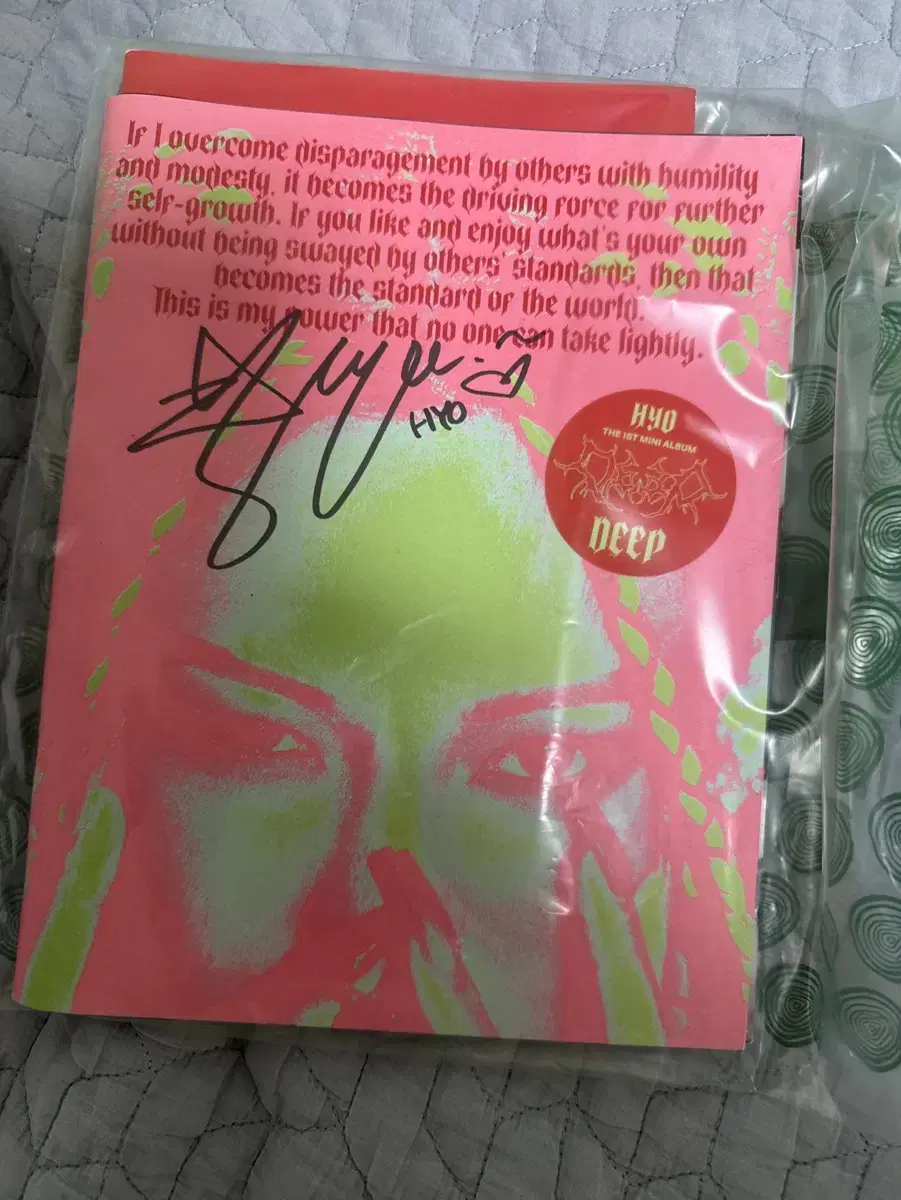 If I overcome disparagement by others with humility
and modesty, it becomes the driving force for further
self-growth. If you like and enjoy what's your own
without being swayed by others' standards, then that
becomes the standard of the world.
This is my power that no one can take lightly.
HYO
HYO
THE 1ST MINI ALBUM
DEEP